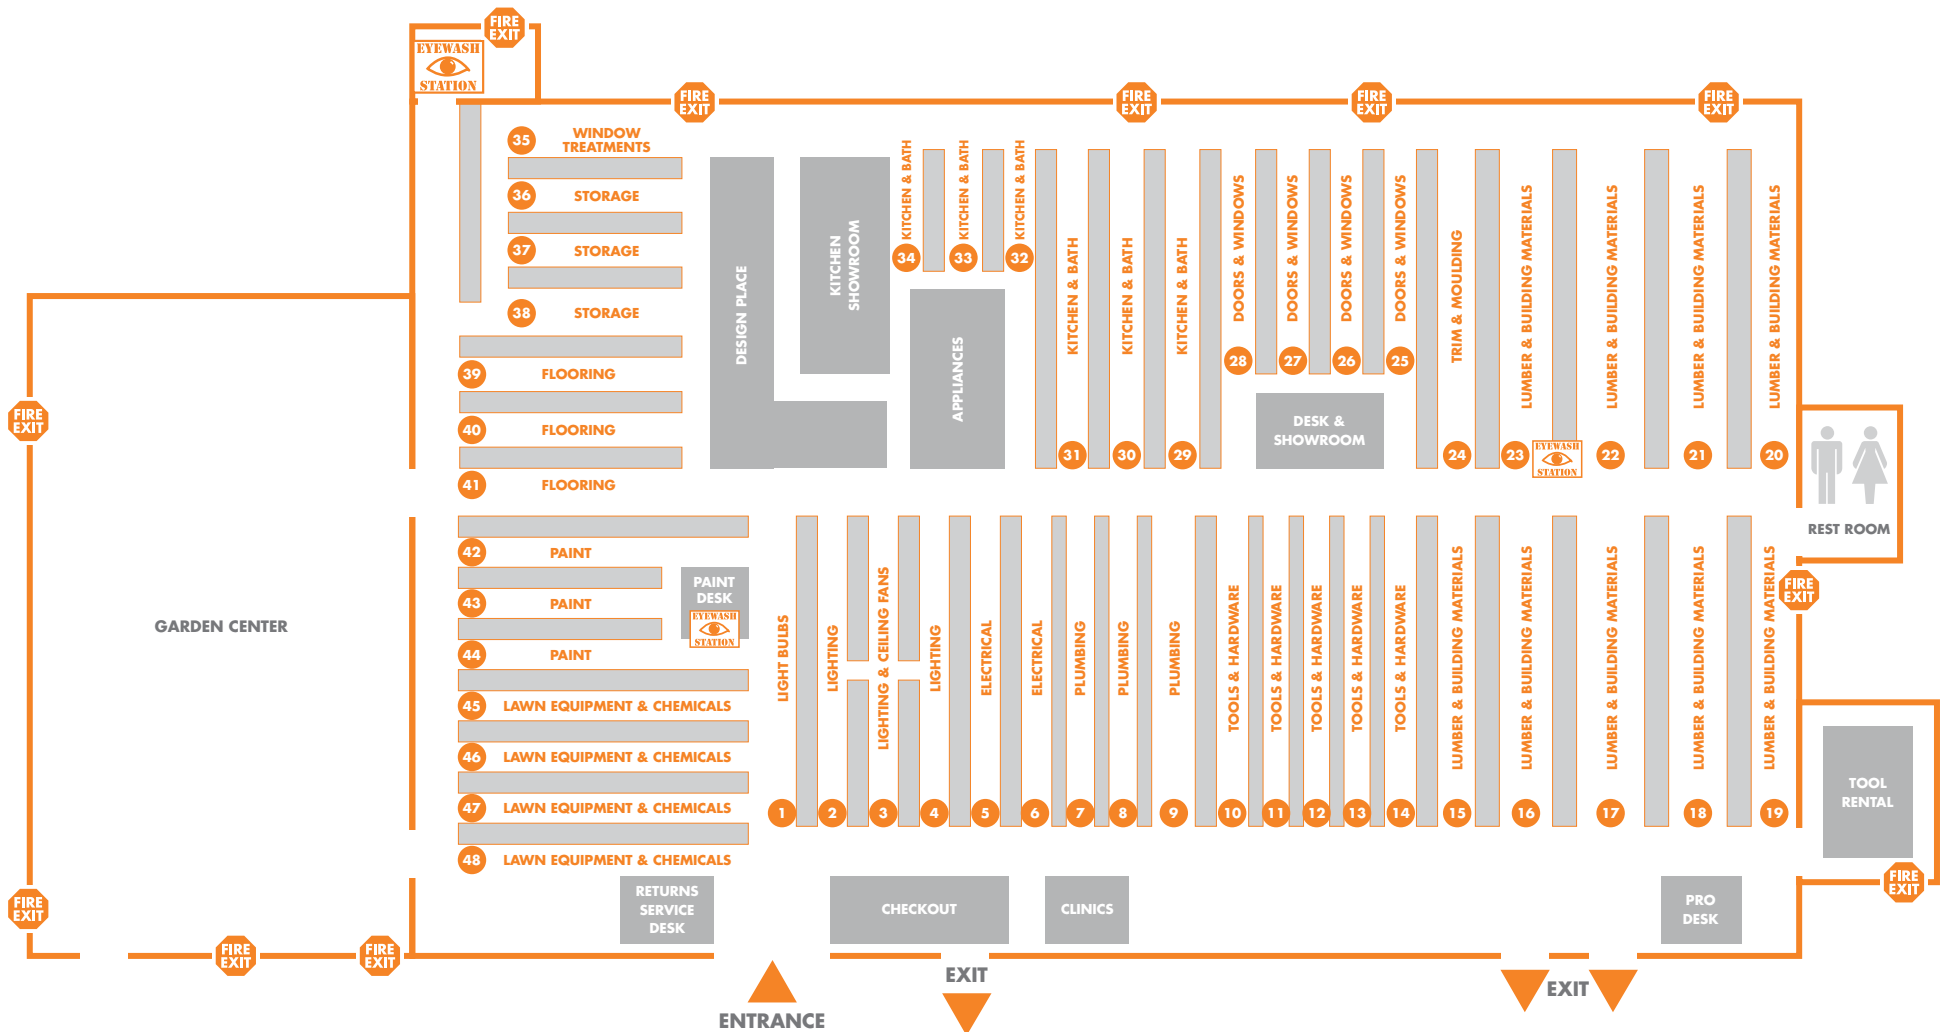 FIRE
EXIT
EYEWASH
STATION
FIRE
EXIT
FIRE
EXIT
FIRE
EXIT
FIRE
EXIT
35
WINDOW
TREATMENTS
36
STORAGE
37
STORAGE
38
STORAGE
39
FLOORING
40
FLOORING
41
FLOORING
DESIGN PLACE
KITCHEN
SHOWROOM
KITCHEN & BATH
34
KITCHEN & BATH
33
KITCHEN & BATH
32
APPLIANCES
KITCHEN & BATH
31
KITCHEN & BATH
30
KITCHEN & BATH
29
DOORS & WINDOWS
28
DOORS & WINDOWS
27
DOORS & WINDOWS
26
DOORS & WINDOWS
25
DESK &
SHOWROOM
TRIM & MOULDING
24
LUMBER & BUILDING MATERIALS
23
EYEWASH
STATION
LUMBER & BUILDING MATERIALS
22
LUMBER & BUILDING MATERIALS
21
LUMBER & BUILDING MATERIALS
20
REST ROOM
FIRE
EXIT
FIRE
EXIT
GARDEN CENTER
42
PAINT
43
PAINT
44
PAINT
PAINT
DESK
EYEWASH
STATION
45
LAWN EQUIPMENT & CHEMICALS
46
LAWN EQUIPMENT & CHEMICALS
47
LAWN EQUIPMENT & CHEMICALS
48
LAWN EQUIPMENT & CHEMICALS
LIGHT BULBS
1
LIGHTING
2
LIGHTING & CEILING FANS
3
LIGHTING
4
ELECTRICAL
5
ELECTRICAL
6
PLUMBING
7
PLUMBING
8
PLUMBING
9
TOOLS & HARDWARE
10
TOOLS & HARDWARE
11
TOOLS & HARDWARE
12
TOOLS & HARDWARE
13
TOOLS & HARDWARE
14
LUMBER & BUILDING MATERIALS
15
LUMBER & BUILDING MATERIALS
16
LUMBER & BUILDING MATERIALS
17
LUMBER & BUILDING MATERIALS
18
LUMBER & BUILDING MATERIALS
19
TOOL
RENTAL
FIRE
EXIT
FIRE
EXIT
FIRE
EXIT
FIRE
EXIT
RETURNS
SERVICE
DESK
CHECKOUT
CLINICS
PRO
DESK
ENTRANCE
EXIT
EXIT